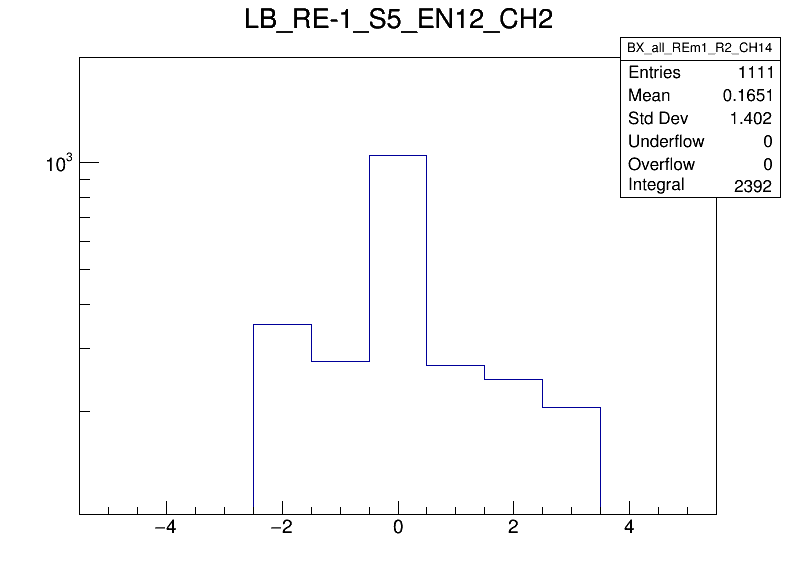 LB_RE-1_S5_EN12_CH2
BX_all_REm1_R2_CH14
Entries 1111
Mean 0.1651
Std Dev 1.402
Underflow 0
Overflow 0
Integral 2392
10³
−4 −2 0 2 4